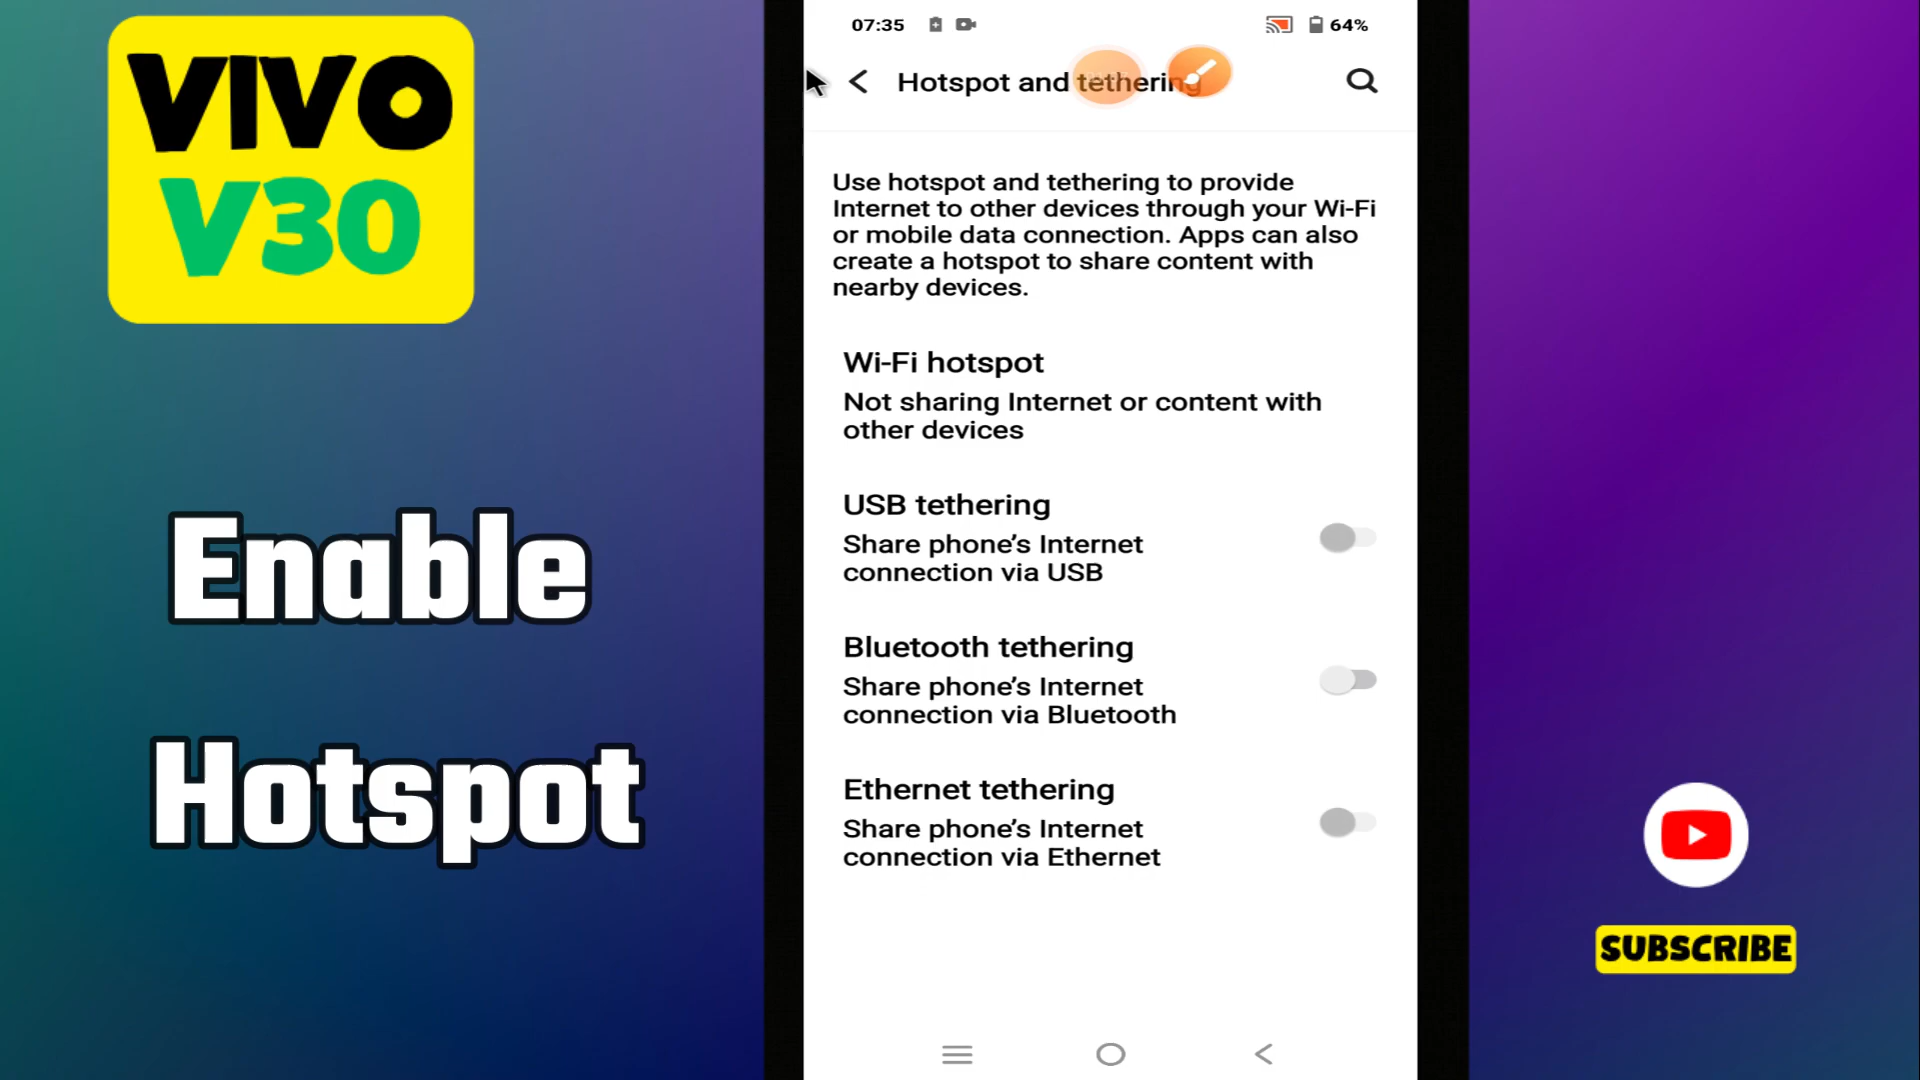 VIVO
V30
Enable
Hotspot
07:35
64%
Hotspot and tethering
Use hotspot and tethering to provide
Internet to other devices through your Wi-Fi
or mobile data connection. Apps can also
create a hotspot to share content with
nearby devices.
Wi-Fi hotspot
Not sharing Internet or content with
other devices
USB tethering
Share phone’s Internet
connection via USB
Bluetooth tethering
Share phone’s Internet
connection via Bluetooth
Ethernet tethering
Share phone’s Internet
connection via Ethernet
SUBSCRIBE